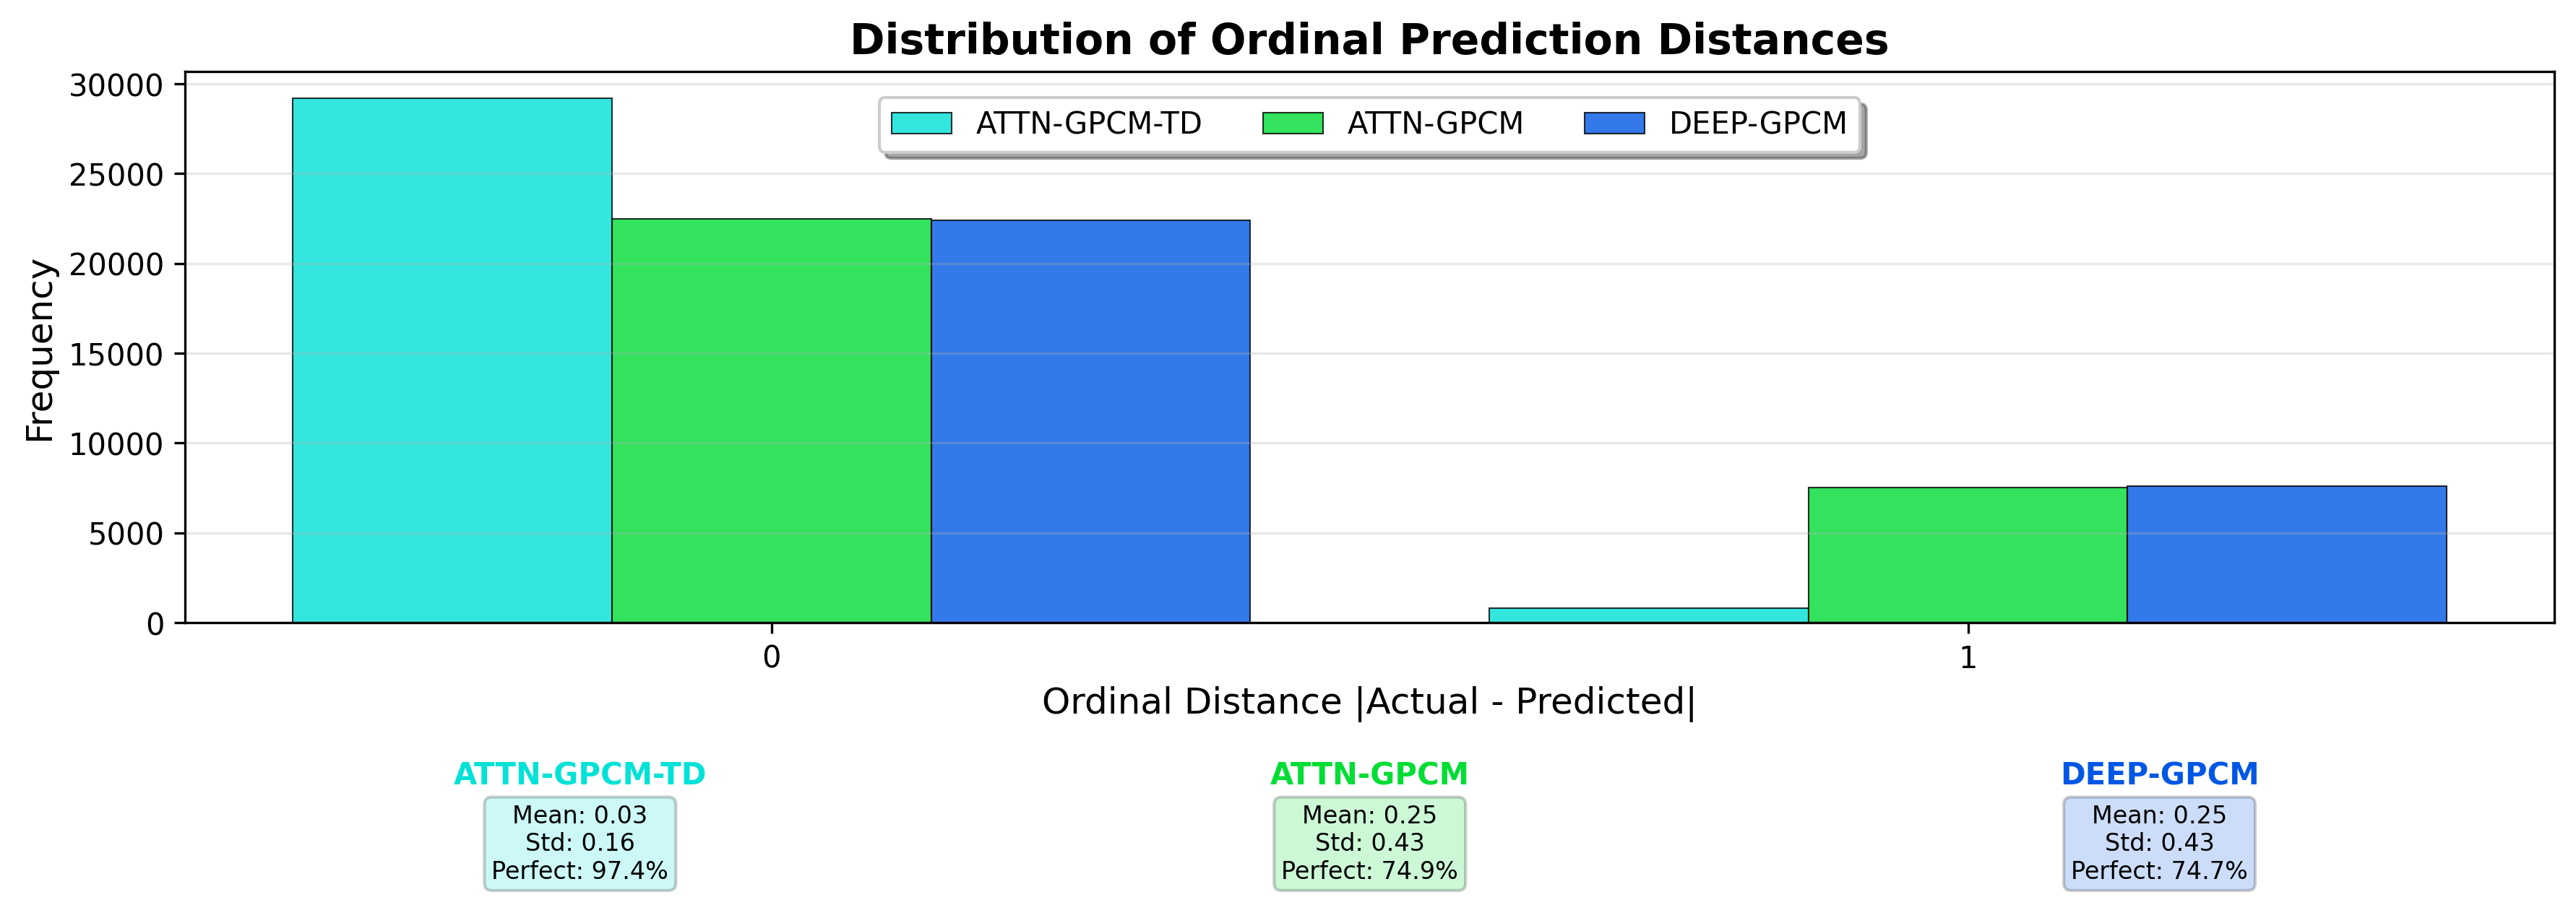 Distribution of Ordinal Prediction Distances
30000
25000
20000
15000
10000
5000
0
Frequency
ATTN-GPCM-TD
ATTN-GPCM
DEEP-GPCM
0
1
Ordinal Distance |Actual - Predicted|
ATTN-GPCM-TD
Mean: 0.03
Std: 0.16
Perfect: 97.4%
ATTN-GPCM
Mean: 0.25
Std: 0.43
Perfect: 74.9%
DEEP-GPCM
Mean: 0.25
Std: 0.43
Perfect: 74.7%